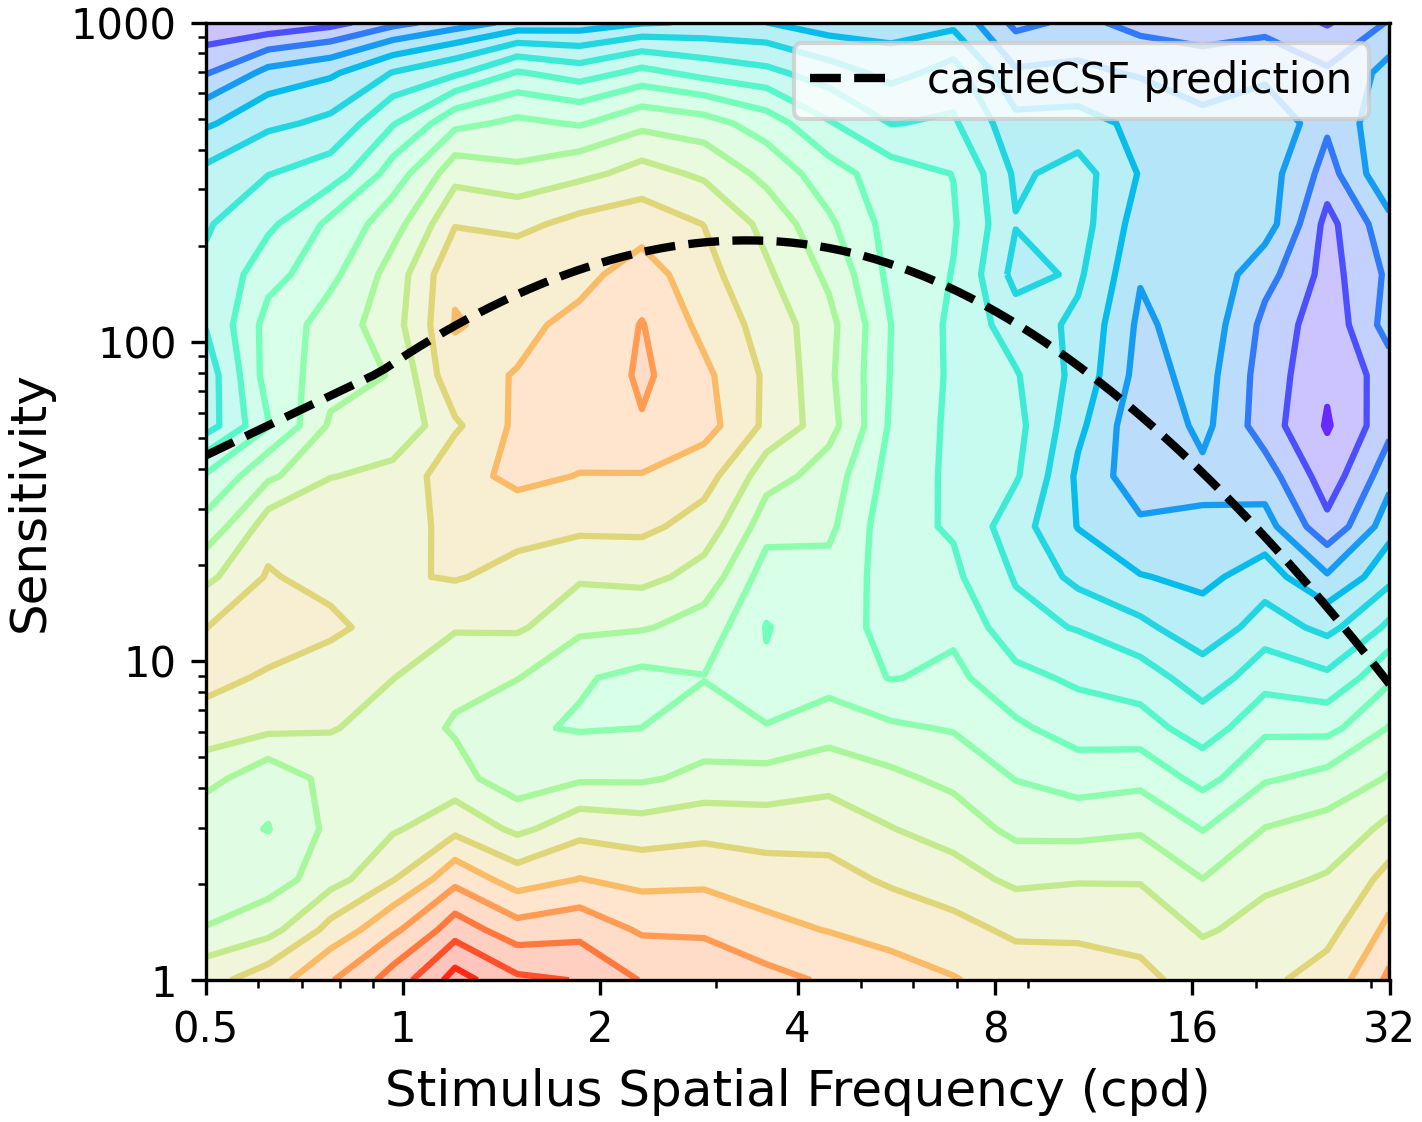 1000
castleCSF prediction
100
Sensitivity
10
1
0.5 1 2 4 8 16 32
Stimulus Spatial Frequency (cpd)